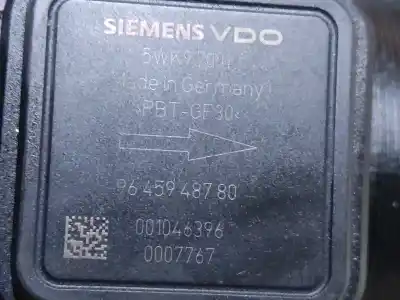 SIEMENS VDO
Made in Germany
>PBT-GF30<
96 459 487 80
001046396
0007767